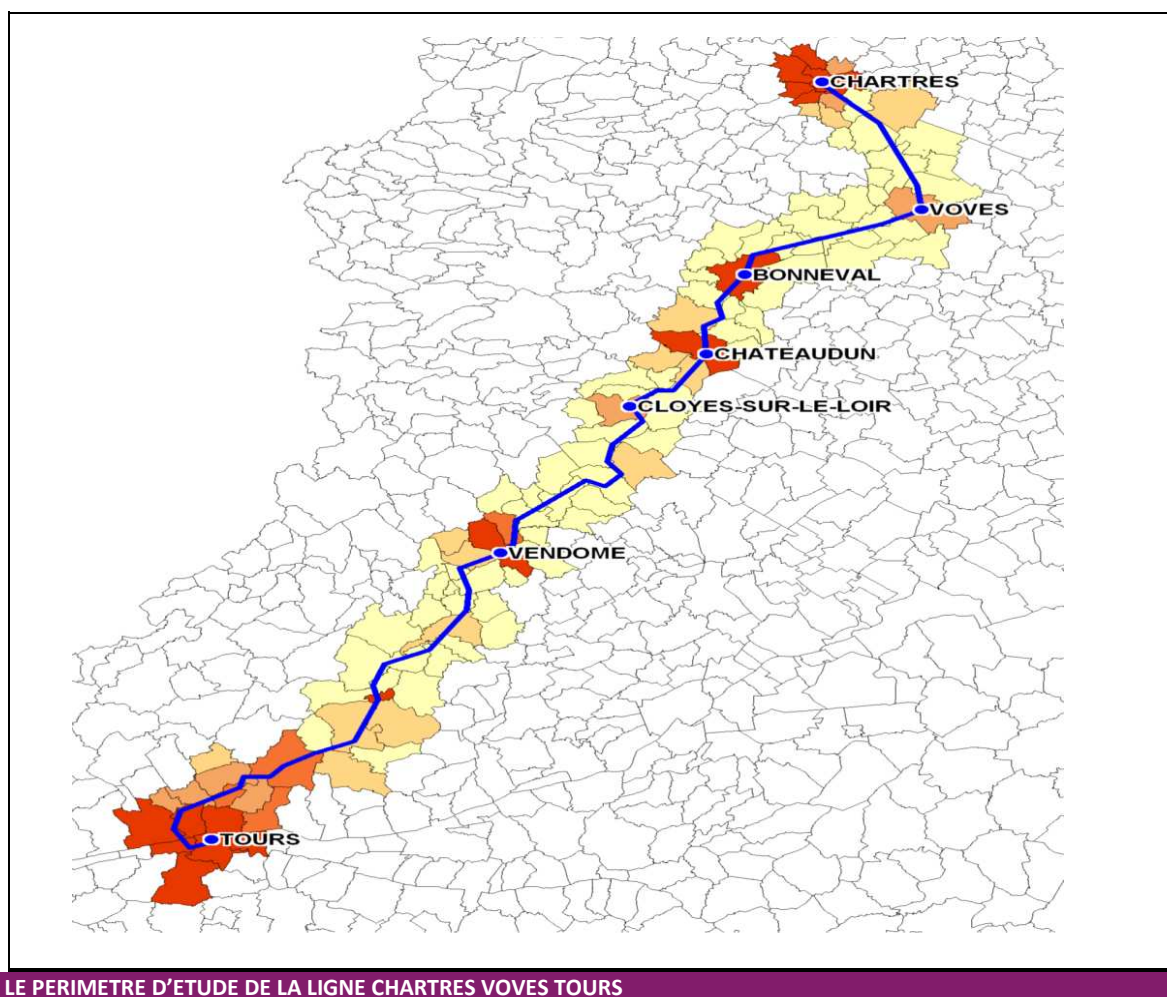 CHARTRES
VOVES
BONNEVAL
CHATEAUDUN
CLOYES-SUR-LE-LOIR
VENDOME
TOURS
LE PERIMETRE D'ETUDE DE LA LIGNE CHARTRES VOVES TOURS